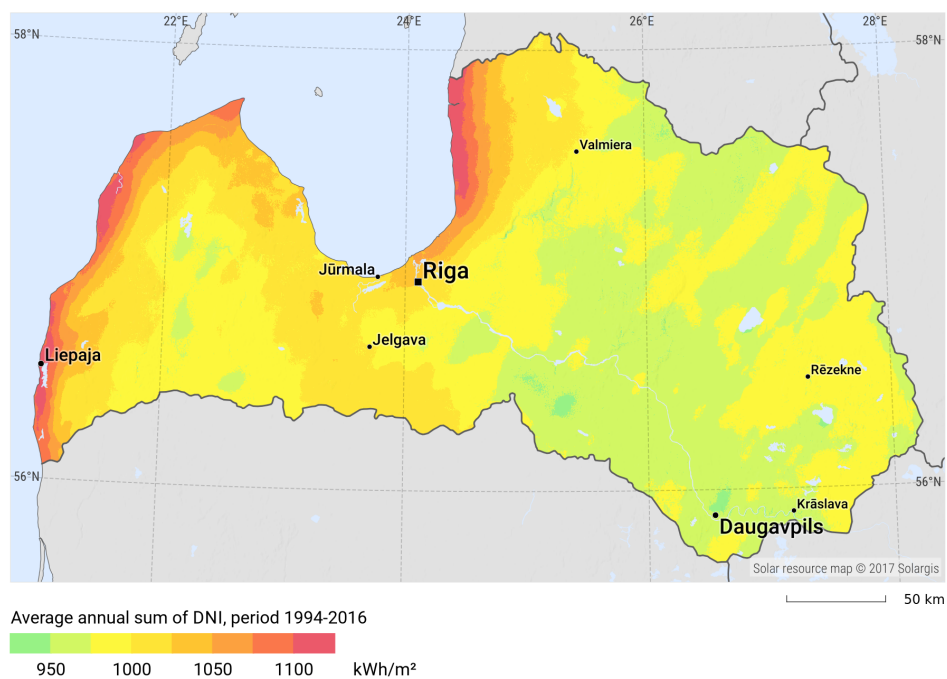 22°E 24°E 26°E 28°E
58°N 58°N
Valmiera
Jūrmala Riga
Jelgava
Liepaja
Rēzekne
56°N 56°N
Krāslava
Daugavpils
Solar resource map © 2017 Solargis
50 km
Average annual sum of DNI, period 1994-2016
950 1000 1050 1100 kWh/m²